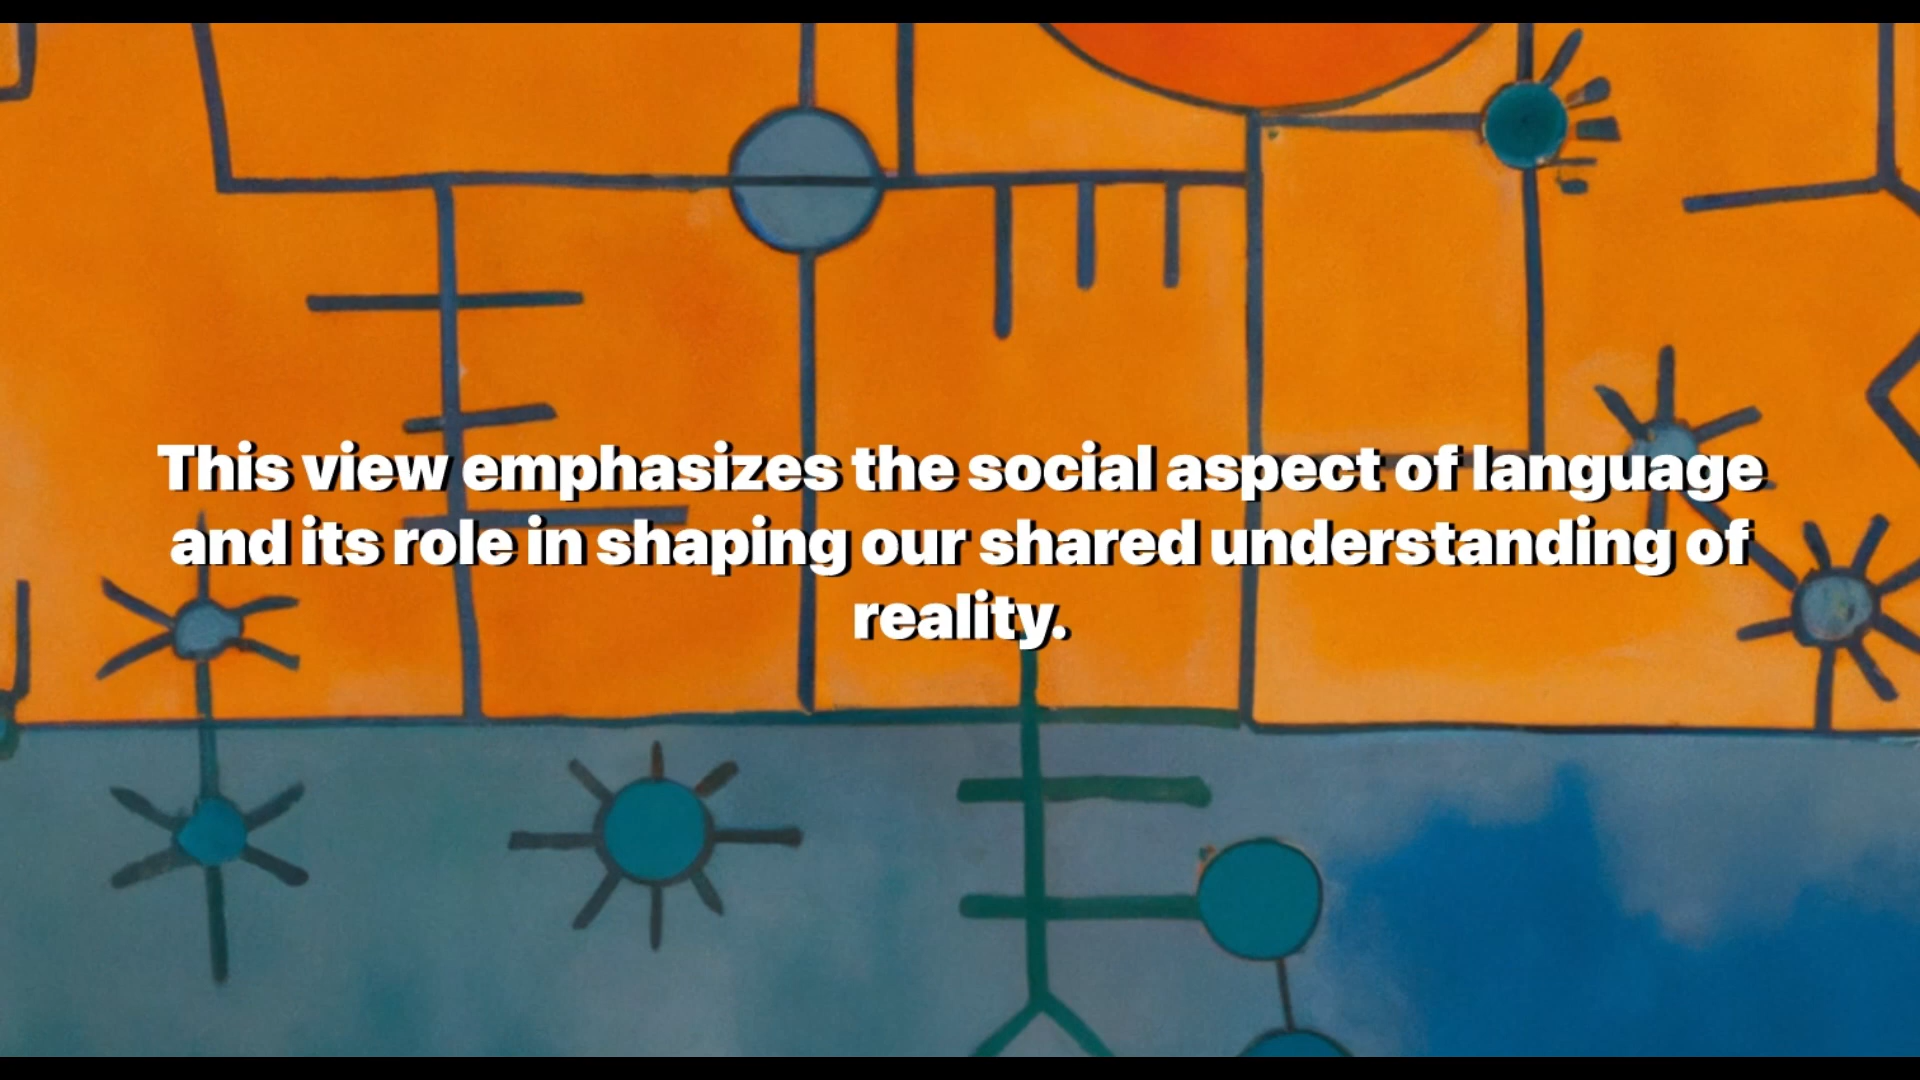 This view emphasizes the social aspect of language
and its role in shaping our shared understanding of
reality.